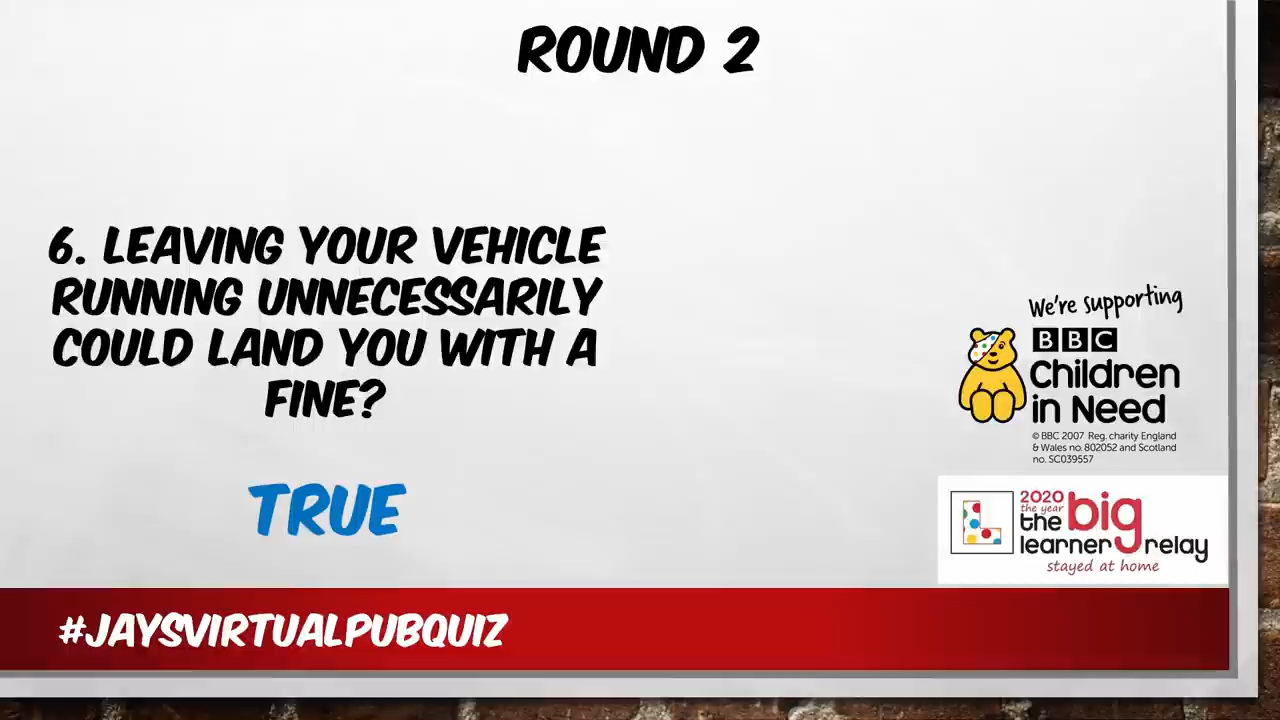 ROUND 2
6. LEAVING YOUR VEHICLE
RUNNING UNNECESSARILY
COULD LAND YOU WITH A
FINE?
TRUE
We're supporting
BBC
Children
in Need
© BBC 2007 Reg. charity England
& Wales no. 802052 and Scotland
no. SC039557
2020
the year
the big
learner relay
stayed at home
#JAYSVIRTUALPUBQUIZ